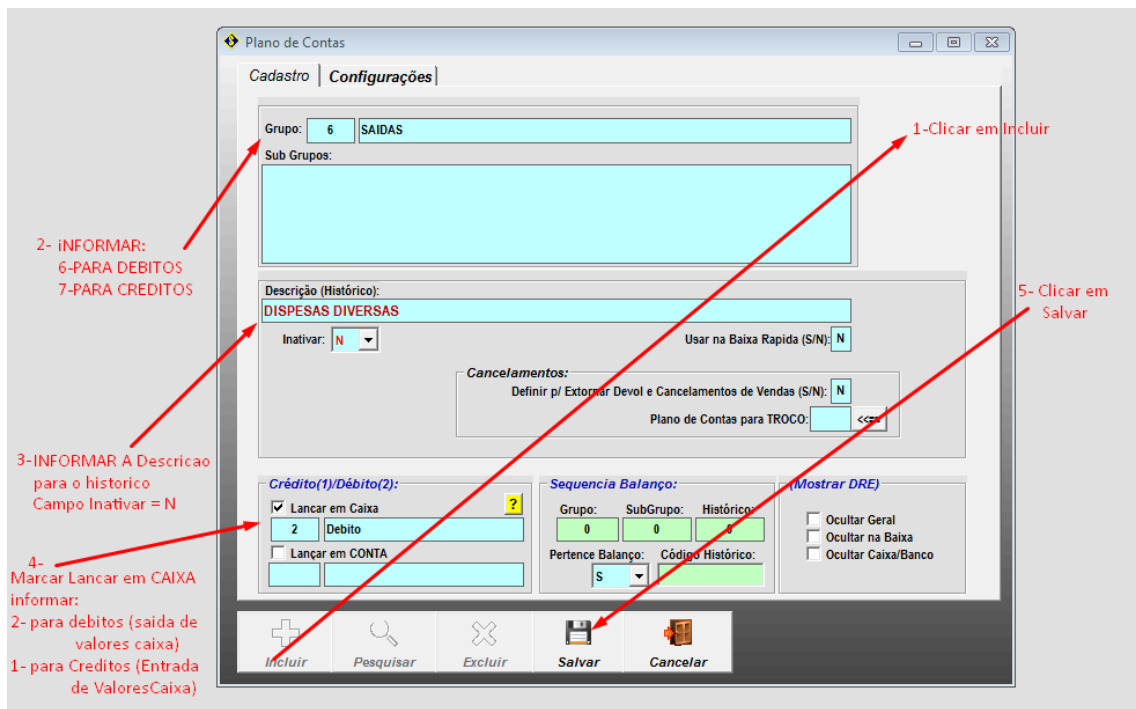 Plano de Contas
Cadastro
Configurações
Grupo: 6 SAIDAS
1-Clicar em Incluir
Sub Grupos:
2- iNFORMAR:
6-PARA DEBITOS
7-PARA CREDITOS
Descrição (Histórico):
DISPESAS DIVERSAS
5- Clicar em
Salvar
Inativar: N
Usar na Baixa Rapida (S/N): N
Cancelamentos:
Definir p/ Extornar Devol e Cancelamentos de Vendas (S/N): N
Plano de Contas para TROCO: <<==
3-INFORMAR A Descricao
para o historico
Campo Inativar = N
Crédito(1)/Débito(2):
Lancar em Caixa ?
2 Debito
Lançar em CONTA
Sequencia Balanço:
Grupo: SubGrupo: Histórico:
0 0 0
Pertence Balanço: Código Histórico:
S
(Mostrar DRE)
Ocultar Geral
Ocultar na Baixa
Ocultar Caixa/Banco
4-
Marcar Lancar em CAIXA
informar:
2- para debitos (saida de
valores caixa)
1- para Creditos (Entrada
de ValoresCaixa)
Incluir Pesquisar Excluir Salvar Cancelar